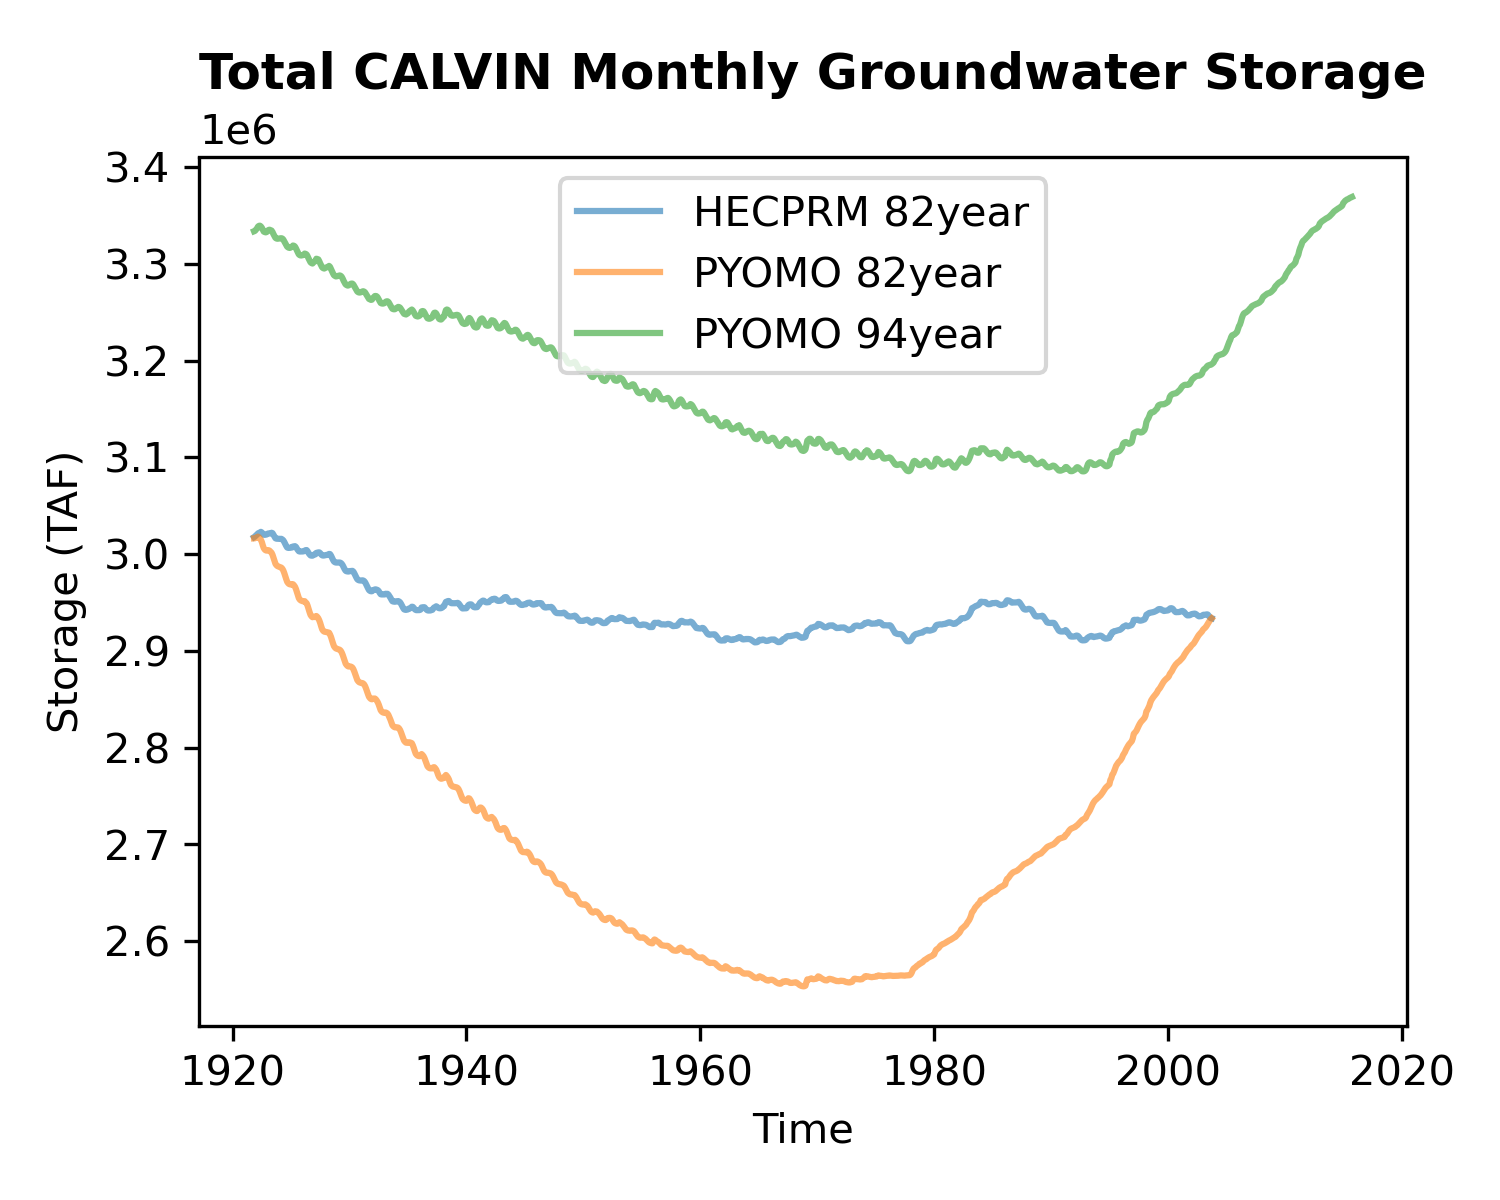 Total CALVIN Monthly Groundwater Storage
1e6
3.4
3.3
3.2
3.1
3.0
2.9
2.8
2.7
2.6
Storage (TAF)
HECPRM 82year
PYOMO 82year
PYOMO 94year
1920 1940 1960 1980 2000 2020
Time